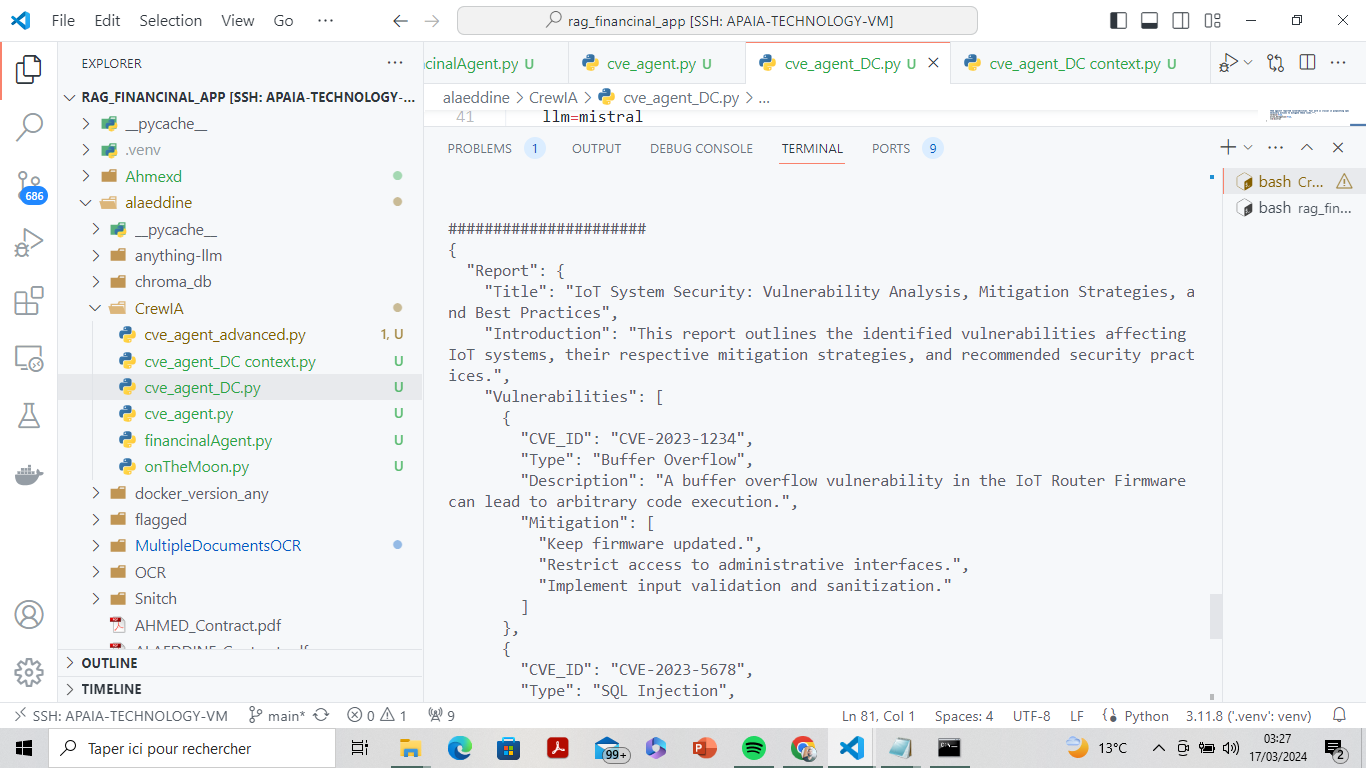 File Edit Selection View Go ···
rag_financinal_app [SSH: APAIA-TECHNOLOGY-VM]
EXPLORER ···
cinalAgent.py U
cve_agent.py U
cve_agent_DC.py U
cve_agent_DC context.py U
RAG_FINANCINAL_APP [SSH: APAIA-TECHNOLOGY-...
alaeddine > CrewIA > cve_agent_DC.py > ...
41 llm=mistral
PROBLEMS 1 OUTPUT DEBUG CONSOLE TERMINAL PORTS 9
__pycache__
.venv
Ahmexd
686
alaeddine
__pycache__
anything-llm
chroma_db
CrewIA
cve_agent_advanced.py 1, U
cve_agent_DC context.py U
cve_agent_DC.py U
cve_agent.py U
financinalAgent.py U
onTheMoon.py U
docker_version_any
flagged
MultipleDocumentsOCR
OCR
Snitch
AHMED_Contract.pdf
OUTLINE
TIMELINE
######################
{
"Report": {
"Title": "IoT System Security: Vulnerability Analysis, Mitigation Strategies, a
nd Best Practices",
"Introduction": "This report outlines the identified vulnerabilities affecting
IoT systems, their respective mitigation strategies, and recommended security pract
ices.",
"Vulnerabilities": [
{
"CVE_ID": "CVE-2023-1234",
"Type": "Buffer Overflow",
"Description": "A buffer overflow vulnerability in the IoT Router Firmware
can lead to arbitrary code execution.",
"Mitigation": [
"Keep firmware updated.",
"Restrict access to administrative interfaces.",
"Implement input validation and sanitization."
]
},
{
"CVE_ID": "CVE-2023-5678",
"Type": "SQL Injection",
bash Cr...
bash rag_fin...
SSH: APAIA-TECHNOLOGY-VM main* 0 1 9
Ln 81, Col 1 Spaces: 4 UTF-8 LF Python 3.11.8 ('.venv': venv)
Taper ici pour rechercher
99+
13°C
03:27
17/03/2024
2